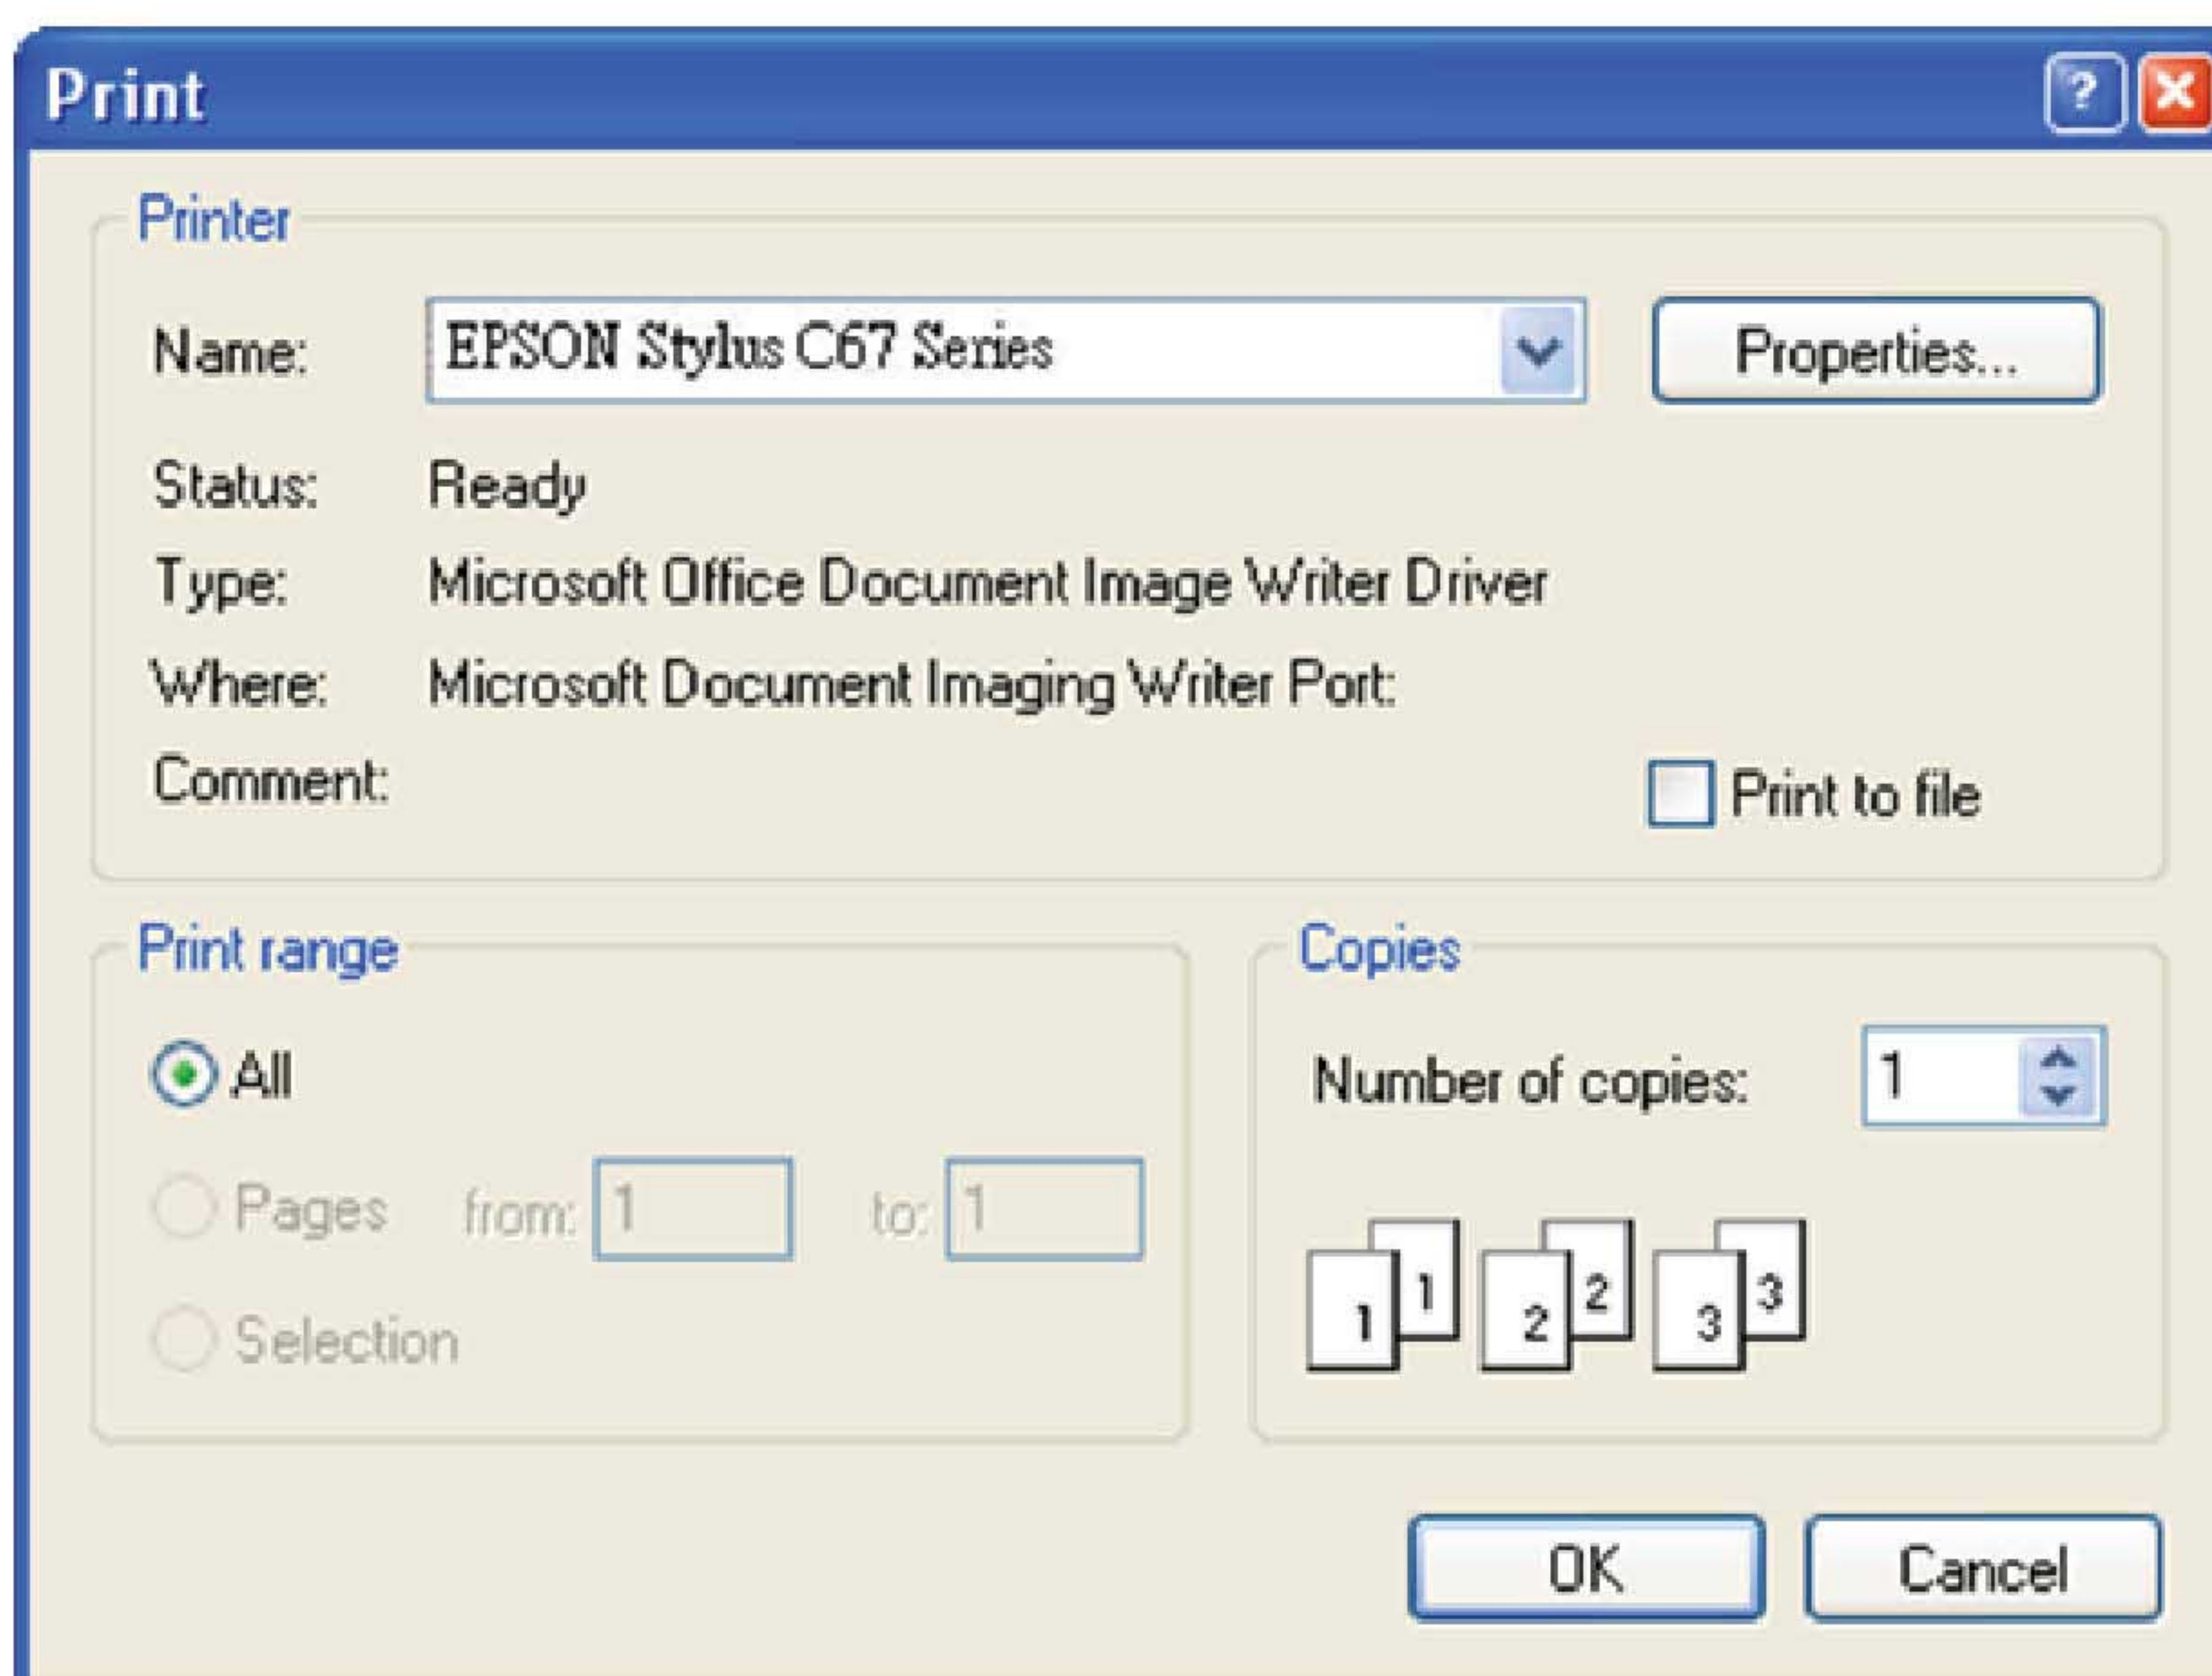 Print
?
Printer
Name: EPSON Stylus C67 Series Properties...
Status: Ready
Type: Microsoft Office Document Image Writer Driver
Where: Microsoft Document Imaging Writer Port:
Comment: Print to file
Print range
All
Pages from: 1 to: 1
Selection
Copies
Number of copies: 1
1 1 2 2 3 3
OK Cancel